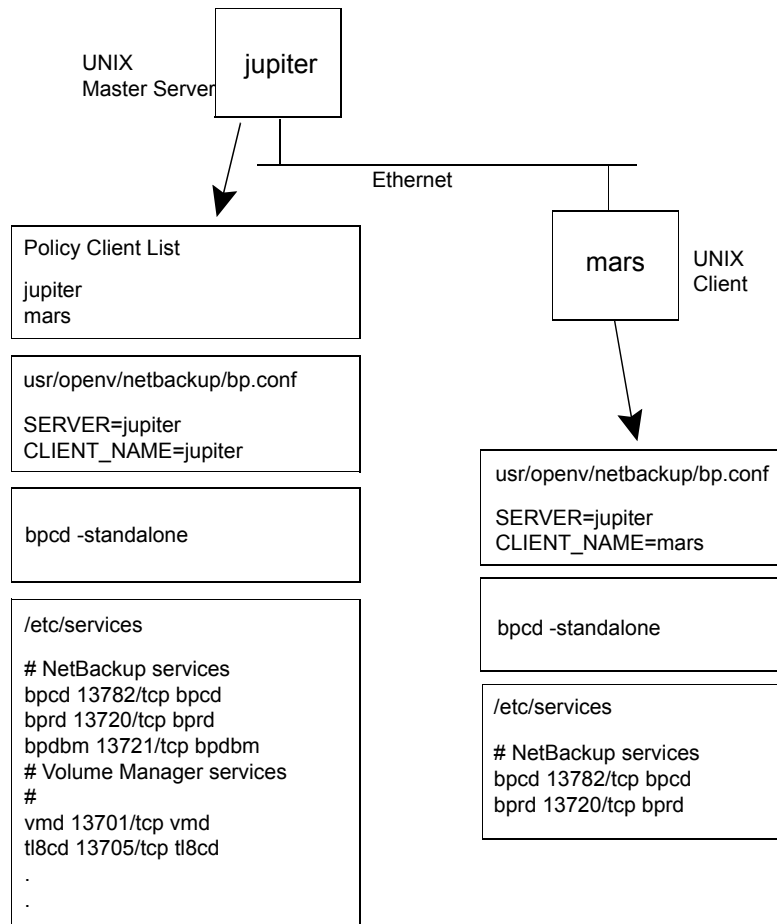 UNIX
Master Server
jupiter
Ethernet
mars
UNIX
Client
Policy Client List
jupiter
mars
usr/openv/netbackup/bp.conf
SERVER=jupiter
CLIENT_NAME=jupiter
bpcd -standalone
/etc/services
# NetBackup services
bpcd 13782/tcp bpcd
bprd 13720/tcp bprd
bpdbm 13721/tcp bpdbm
# Volume Manager services
#
vmd 13701/tcp vmd
tl8cd 13705/tcp tl8cd
.
.
usr/openv/netbackup/bp.conf
SERVER=jupiter
CLIENT_NAME=mars
bpcd -standalone
/etc/services
# NetBackup services
bpcd 13782/tcp bpcd
bprd 13720/tcp bprd